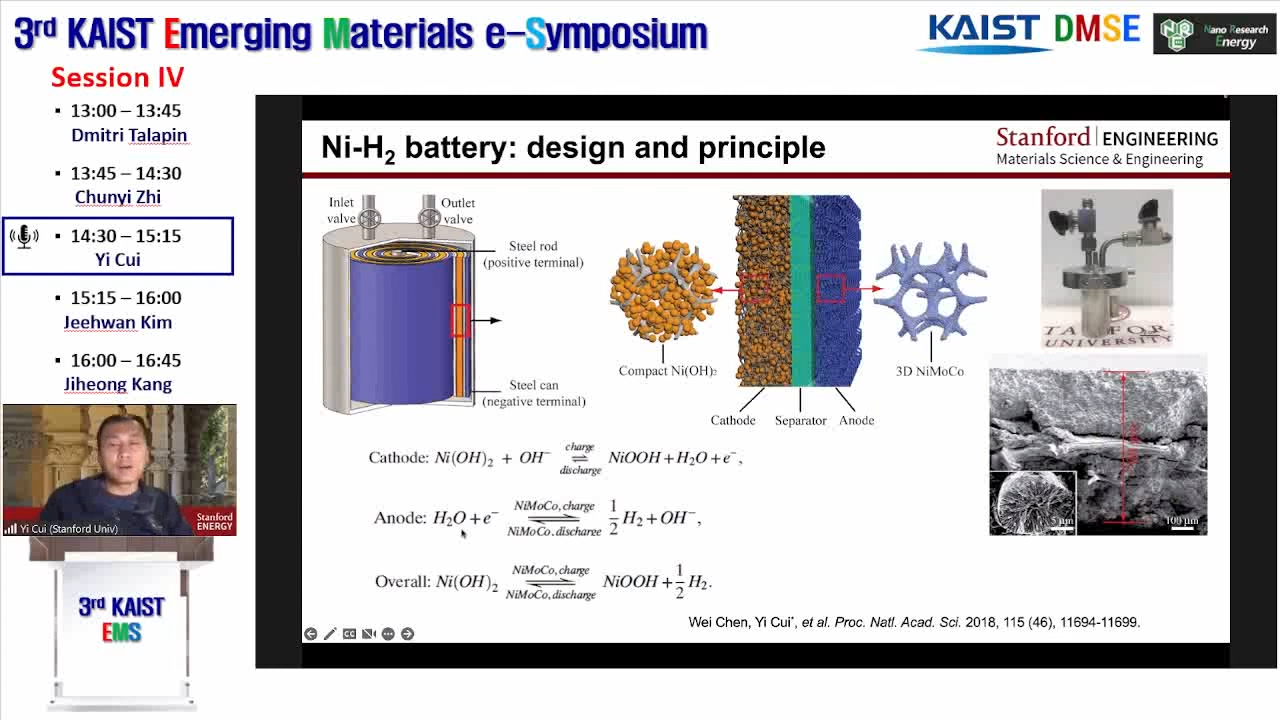 3rd KAIST Emerging Materials e-Symposium
KAIST DMSE
NRE Nano Research Energy
Session IV
▪ 13:00 – 13:45
Dmitri Talapin
▪ 13:45 – 14:30
Chunyi Zhi
▪ 14:30 – 15:15
Yi Cui
▪ 15:15 – 16:00
Jeehwan Kim
▪ 16:00 – 16:45
Jiheong Kang
Stanford ENERGY
Yi Cui (Stanford Univ)
3rd KAIST
EMS
Ni-H₂ battery: design and principle
Stanford | ENGINEERING
Materials Science & Engineering
Inlet valve
Outlet valve
Steel rod
(positive terminal)
Steel can
(negative terminal)
Compact Ni(OH)₂
3D NiMoCo
Cathode Separator Anode
UNIVERSITY
5 μm
100 μm
Cathode: Ni(OH)₂ + OH⁻ charge ⇌ discharge NiOOH + H₂O + e⁻,
Anode: H₂O + e⁻ NiMoCo, charge ⇌ NiMoCo, discharge 1/2 H₂ + OH⁻,
Overall: Ni(OH)₂ NiMoCo, charge ⇌ NiMoCo, discharge NiOOH + 1/2 H₂.
Wei Chen, Yi Cui*, et al. Proc. Natl. Acad. Sci. 2018, 115 (46), 11694-11699.